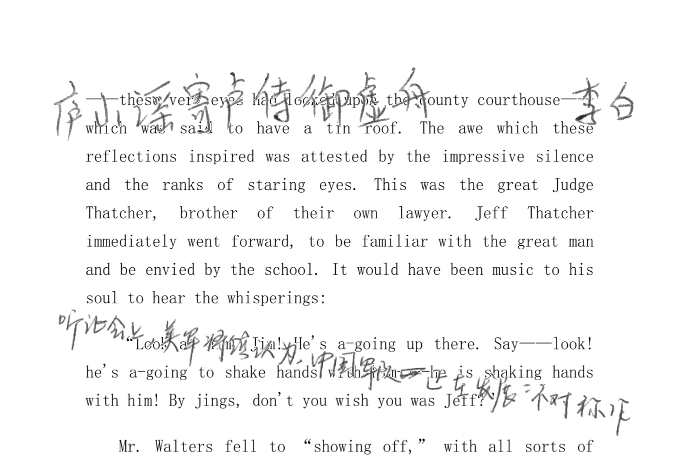 庐山谣寄卢侍御虚舟——李白
——these very eyes had looked upon the county courthouse——
which was said to have a tin roof. The awe which these
reflections inspired was attested by the impressive silence
and the ranks of staring eyes. This was the great Judge
Thatcher, brother of their own lawyer. Jeff Thatcher
immediately went forward, to be familiar with the great man
and be envied by the school. It would have been music to his
soul to hear the whisperings:
听证会上美军将领认为,中国军队
“Look at him, Jim! He's a-going up there. Say——look!
he's a-going to shake hands with him——he is shaking hands
正在发展“不对称作
with him! By jings, don't you wish you was Jeff?”
Mr. Walters fell to “showing off,” with all sorts of